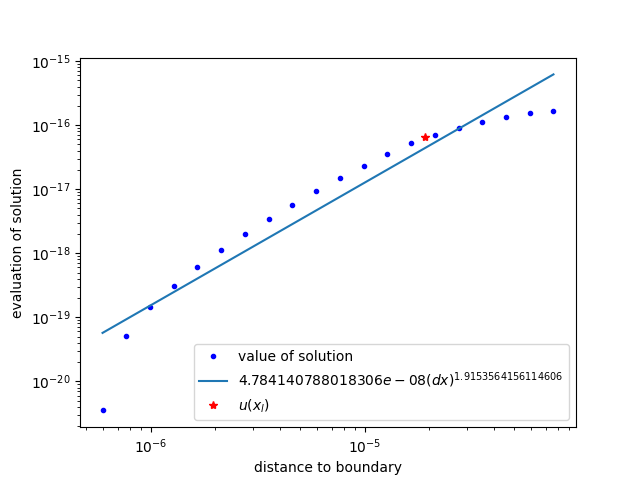 10^{-15}
10^{-16}
10^{-17}
10^{-18}
10^{-19}
10^{-20}
evaluation of solution
value of solution
4.784140788018306e − 08(dx)^{1.9153564156114606}
u(x_l)
10^{-6} 10^{-5}
distance to boundary